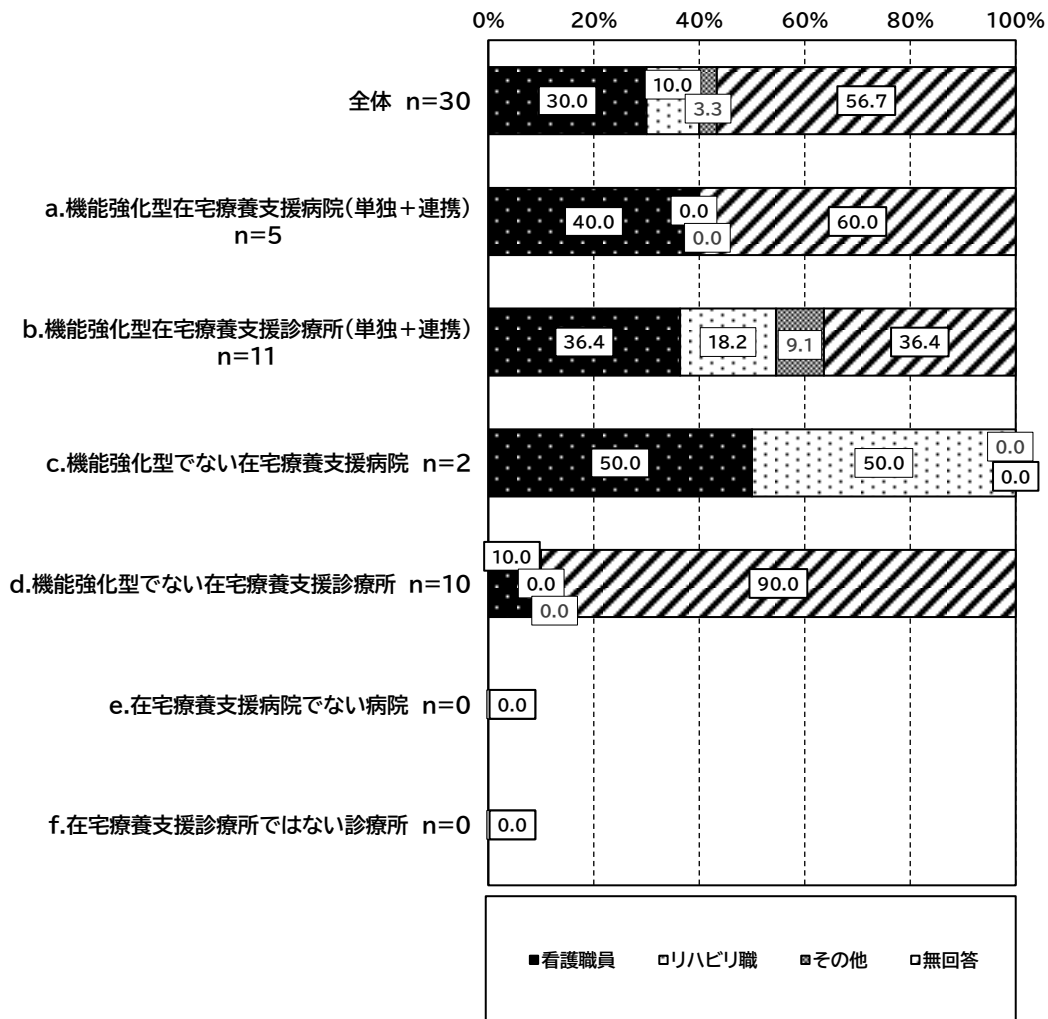 0% 20% 40% 60% 80% 100%
全体 n=30
30.0 10.0 3.3 56.7
a.機能強化型在宅療養支援病院(単独+連携)
n=5
40.0 0.0 0.0 60.0
b.機能強化型在宅療養支援診療所(単独+連携)
n=11
36.4 18.2 9.1 36.4
c.機能強化型でない在宅療養支援病院 n=2
50.0 50.0 0.0 0.0
d.機能強化型でない在宅療養支援診療所 n=10
10.0 0.0 0.0 90.0
e.在宅療養支援病院でない病院 n=0
0.0
f.在宅療養支援診療所ではない診療所 n=0
0.0
看護職員 リハビリ職 その他 無回答